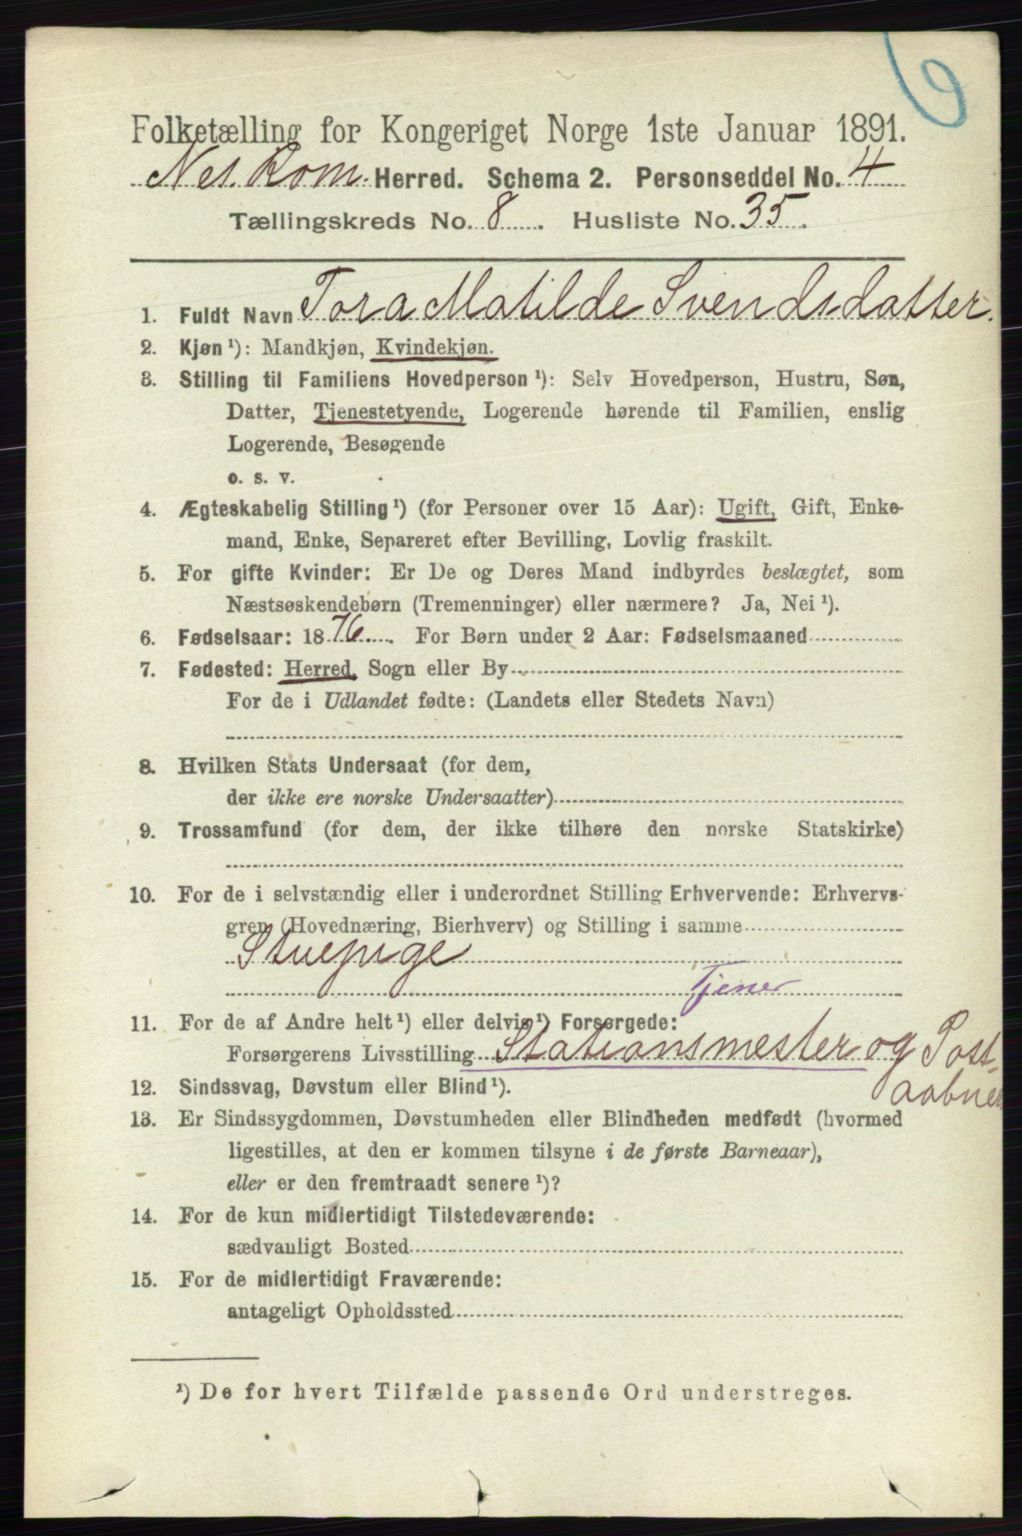 6
Folketælling for Kongeriget Norge 1ste Januar 1891.
Nes. Rom. Herred. Schema 2. Personseddel No. 4
Tællingskreds No. 8. Husliste No. 35.
1. Fuldt Navn Tora Matilde Svendsdatter.
2. Kjøn ¹): Mandkjøn, Kvindekjøn.
3. Stilling til Familiens Hovedperson ¹): Selv Hovedperson, Hustru, Søn,
Datter, Tjenestetyende, Logerende hørende til Familien, enslig
Logerende, Besøgende
o. s. v.
4. Ægteskabelig Stilling ¹) (for Personer over 15 Aar): Ugift, Gift, Enke-
mand, Enke, Separeret efter Bevilling, Lovlig fraskilt.
5. For gifte Kvinder: Er De og Deres Mand indbyrdes beslægtet, som
Næstsøskendebørn (Tremenninger) eller nærmere? Ja, Nei ¹).
6. Fødselsaar: 1876. For Børn under 2 Aar: Fødselsmaaned
7. Fødested: Herred, Sogn eller By
For de i Udlandet fødte: (Landets eller Stedets Navn)
8. Hvilken Stats Undersaat (for dem,
der ikke ere norske Undersaatter)
9. Trossamfund (for dem, der ikke tilhøre den norske Statskirke)
10. For de i selvstændig eller i underordnet Stilling Erhvervende: Erhvervs-
gren (Hovednæring, Bierhverv) og Stilling i samme
Stuepige
Tjener
11. For de af Andre helt ¹) eller delvis ¹) Forsørgede:
Forsørgerens Livsstilling Stationsmester og Post-
aabner
12. Sindssvag, Døvstum eller Blind ¹).
13. Er Sindssygdommen, Døvstumheden eller Blindheden medfødt (hvormed
ligestilles, at den er kommen tilsyne i de første Barneaar),
eller er den fremtraadt senere ¹)?
14. For de kun midlertidigt Tilstedeværende:
sædvanligt Bosted
15. For de midlertidigt Fraværende:
antageligt Opholdssted
¹) De for hvert Tilfælde passende Ord understreges.